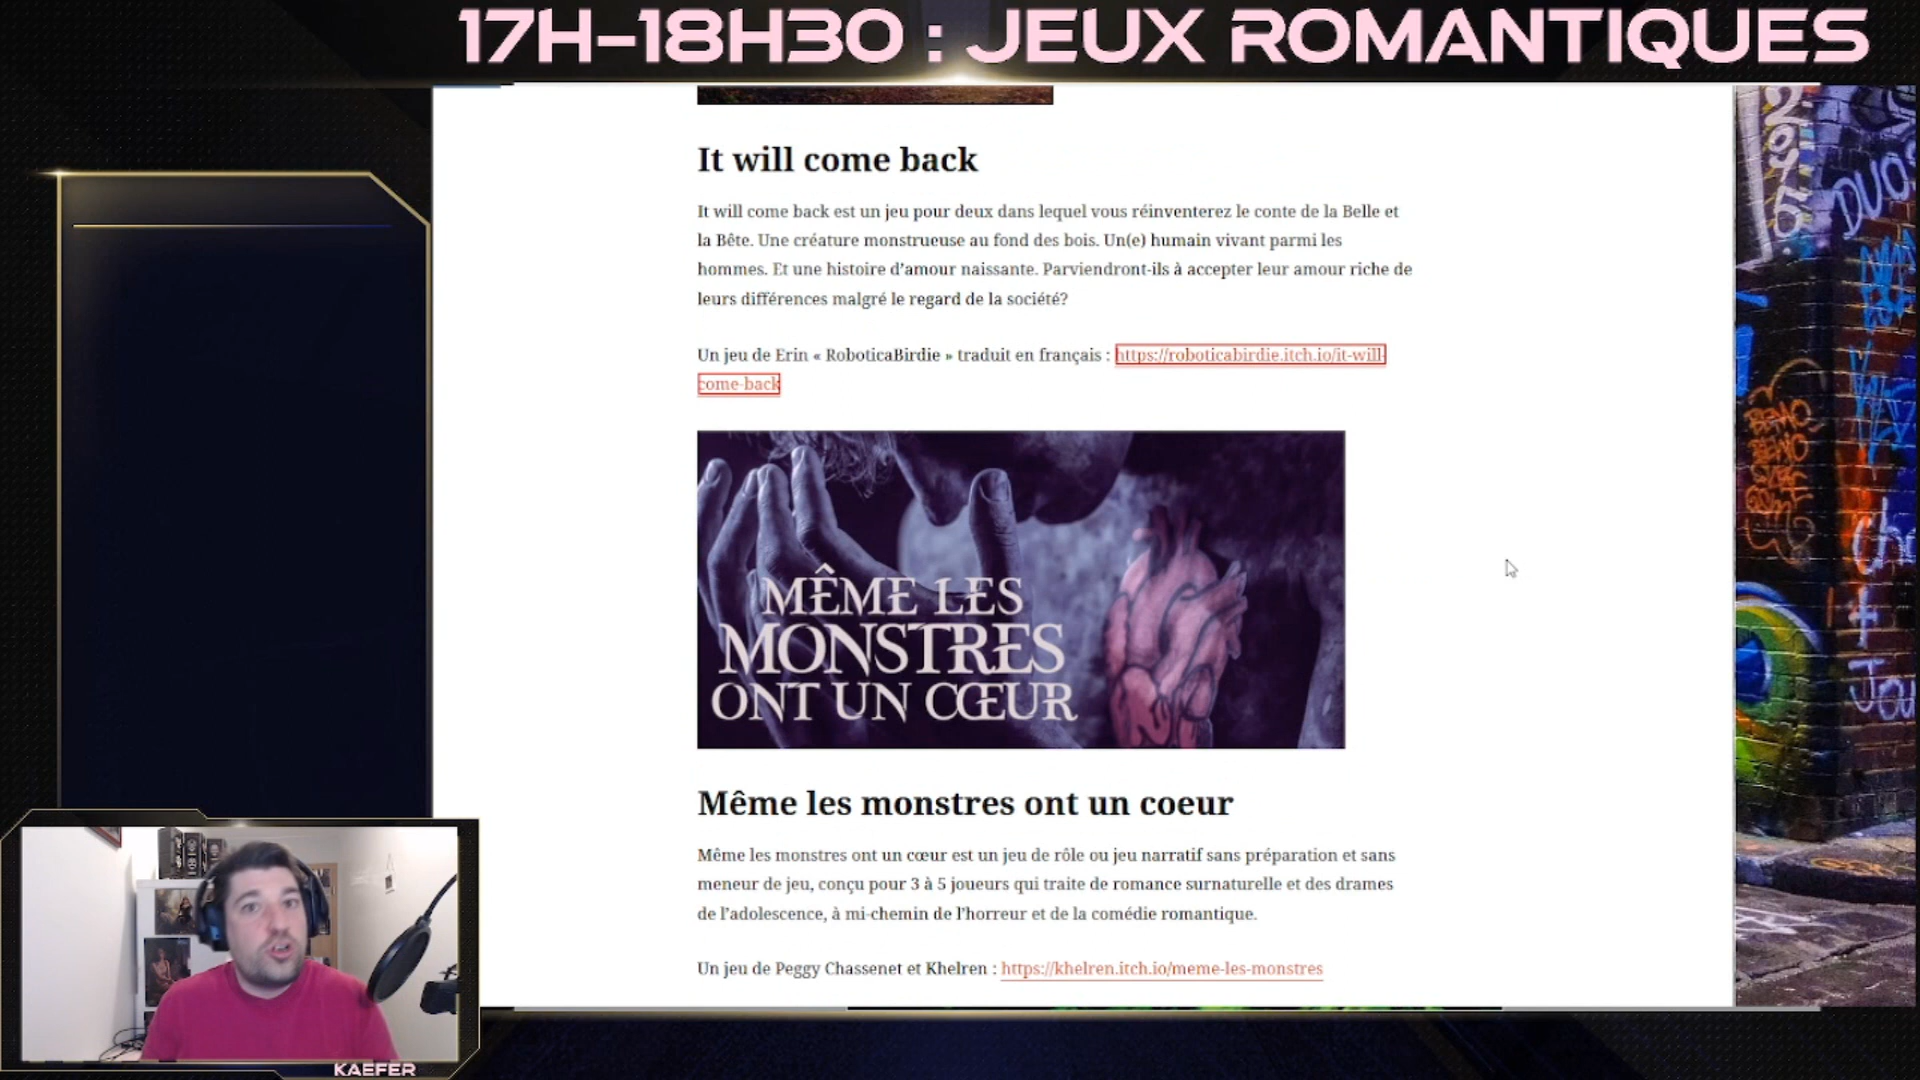 17H-18H30 : JEUX ROMANTIQUES
It will come back
It will come back est un jeu pour deux dans lequel vous réinventerez le conte de la Belle et
la Bête. Une créature monstrueuse au fond des bois. Un(e) humain vivant parmi les
hommes. Et une histoire d'amour naissante. Parviendront-ils à accepter leur amour riche de
leurs différences malgré le regard de la société?
Un jeu de Erin « RoboticaBirdie » traduit en français : https://roboticabirdie.itch.io/it-will-
come-back
MÊME LES
MONSTRES
ONT UN CŒUR
Même les monstres ont un coeur
Même les monstres ont un cœur est un jeu de rôle ou jeu narratif sans préparation et sans
meneur de jeu, conçu pour 3 à 5 joueurs qui traite de romance surnaturelle et des drames
de l'adolescence, à mi-chemin de l'horreur et de la comédie romantique.
Un jeu de Peggy Chassenet et Khelren : https://khelren.itch.io/meme-les-monstres
KAEFER